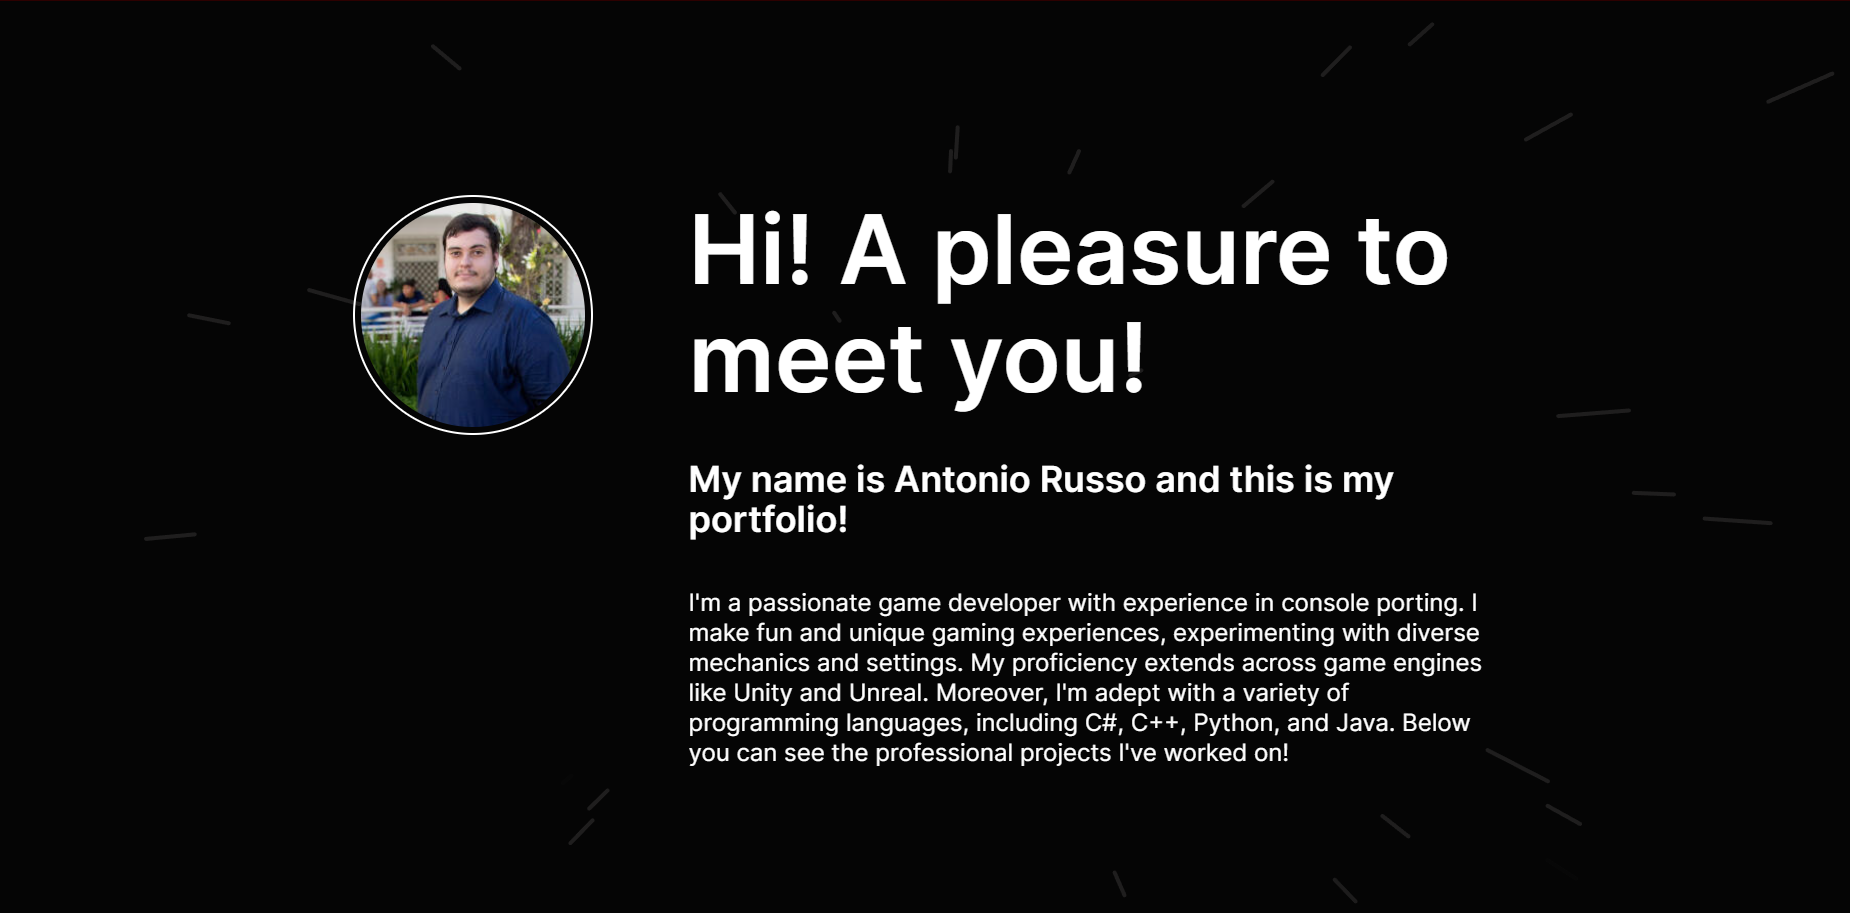 Hi! A pleasure to
meet you!
My name is Antonio Russo and this is my
portfolio!
I'm a passionate game developer with experience in console porting. I
make fun and unique gaming experiences, experimenting with diverse
mechanics and settings. My proficiency extends across game engines
like Unity and Unreal. Moreover, I'm adept with a variety of
programming languages, including C#, C++, Python, and Java. Below
you can see the professional projects I've worked on!